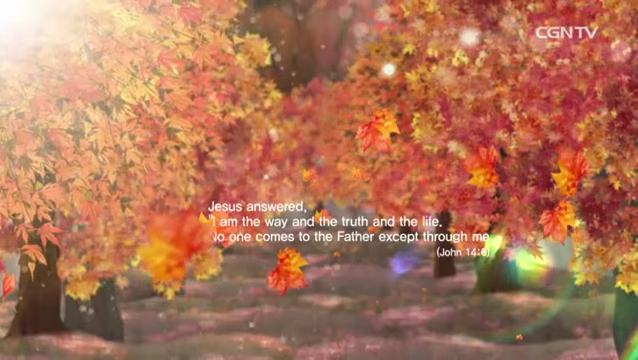 CGNTV
Jesus answered,
"I am the way and the truth and the life.
No one comes to the Father except through me
(John 14:6)